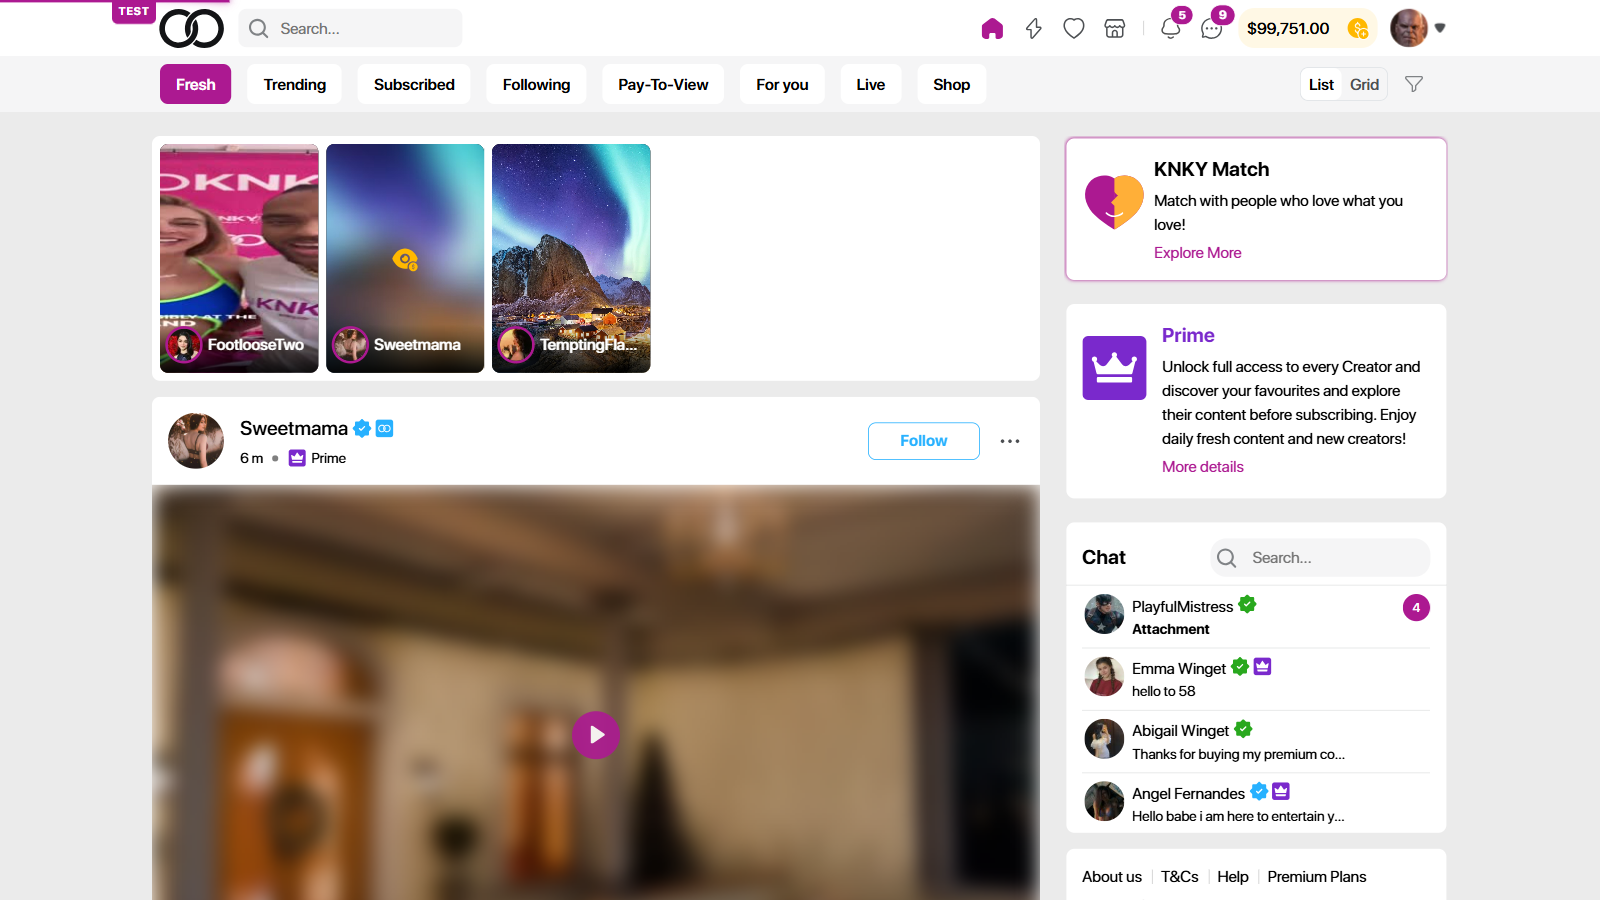 TEST
Search...
5
9
$99,751.00
Fresh
Trending
Subscribed
Following
Pay-To-View
For you
Live
Shop
List
Grid
FootlooseTwo
Sweetmama
TemptingFla...
KNKY Match
Match with people who love what you
love!
Explore More
Prime
Unlock full access to every Creator and
discover your favourites and explore
their content before subscribing. Enjoy
daily fresh content and new creators!
More details
Sweetmama
6 m
Prime
Follow
Chat
Search...
PlayfulMistress
4
Attachment
Emma Winget
hello to 58
Abigail Winget
Thanks for buying my premium co...
Angel Fernandes
Hello babe i am here to entertain y...
About us
T&Cs
Help
Premium Plans